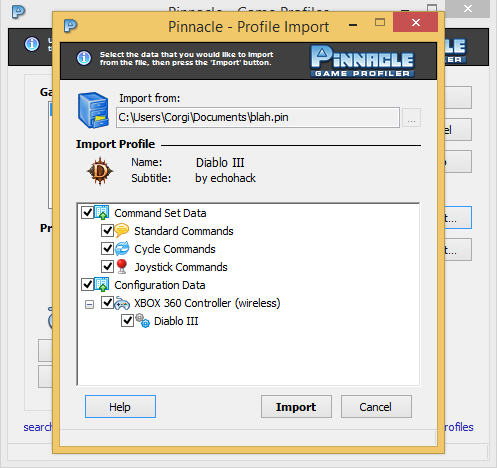 Pinnacle - Game Profiles
Pinnacle - Profile Import
Select the data that you would like to import
from the file, then press the 'Import' button.
PINNACLE
GAME PROFILER
Import from:
C:\Users\Corgi\Documents\blah.pin
...
Import Profile
Name: Diablo III
Subtitle: by echohack
Command Set Data
Standard Commands
Cycle Commands
Joystick Commands
Configuration Data
XBOX 360 Controller (wireless)
Diablo III
Help
Import
Cancel
search
rofiles